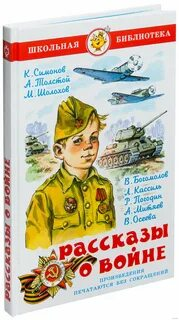 ШКОЛЬНАЯ
БИБЛИОТЕКА
К. Симонов
А. Толстой
М. Шолохов
В. Богомолов
Л. Кассиль
Р. Погодин
А. Митяев
В. Осеева
рассказы
о войне
ПРОИЗВЕДЕНИЯ
ПЕЧАТАЮТСЯ БЕЗ СОКРАЩЕНИЙ
РАССКАЗЫ О ВОЙНЕ